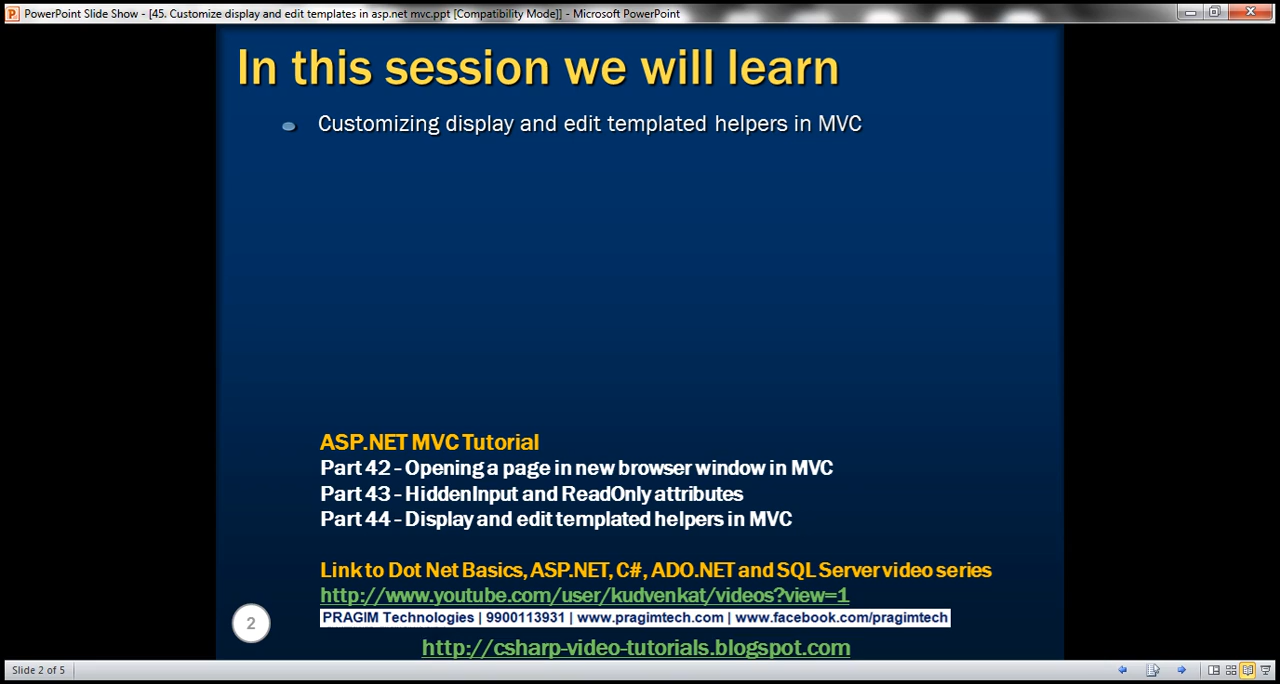 PowerPoint Slide Show - [45. Customize display and edit templates in asp.net mvc.ppt [Compatibility Mode]] - Microsoft PowerPoint
In this session we will learn
Customizing display and edit templated helpers in MVC
ASP.NET MVC Tutorial
Part 42 - Opening a page in new browser window in MVC
Part 43 - HiddenInput and ReadOnly attributes
Part 44 - Display and edit templated helpers in MVC
Link to Dot Net Basics, ASP.NET, C#, ADO.NET and SQL Server video series
http://www.youtube.com/user/kudvenkat/videos?view=1
PRAGIM Technologies | 9900113931 | www.pragimtech.com | www.facebook.com/pragimtech
2
http://csharp-video-tutorials.blogspot.com
Slide 2 of 5